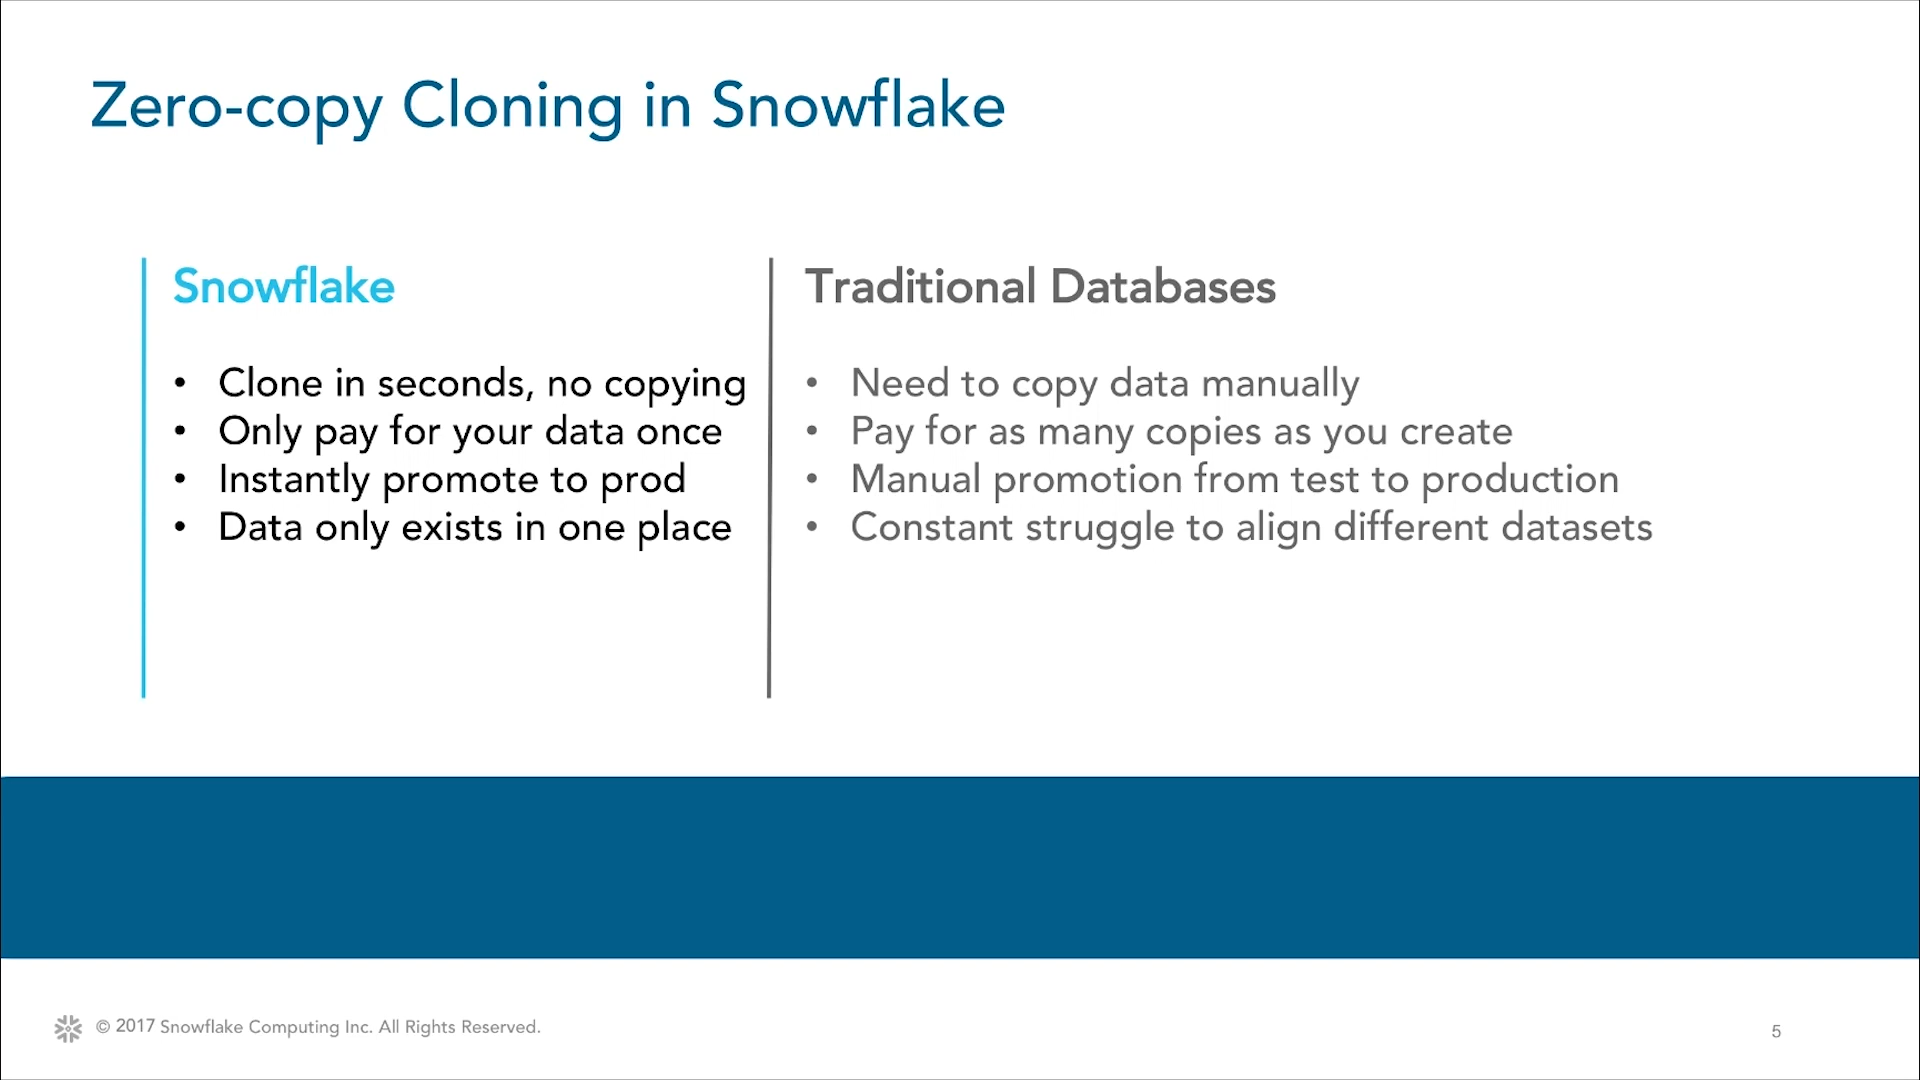 Zero-copy Cloning in Snowflake
Snowflake
• Clone in seconds, no copying
• Only pay for your data once
• Instantly promote to prod
• Data only exists in one place
Traditional Databases
• Need to copy data manually
• Pay for as many copies as you create
• Manual promotion from test to production
• Constant struggle to align different datasets
© 2017 Snowflake Computing Inc. All Rights Reserved.
5